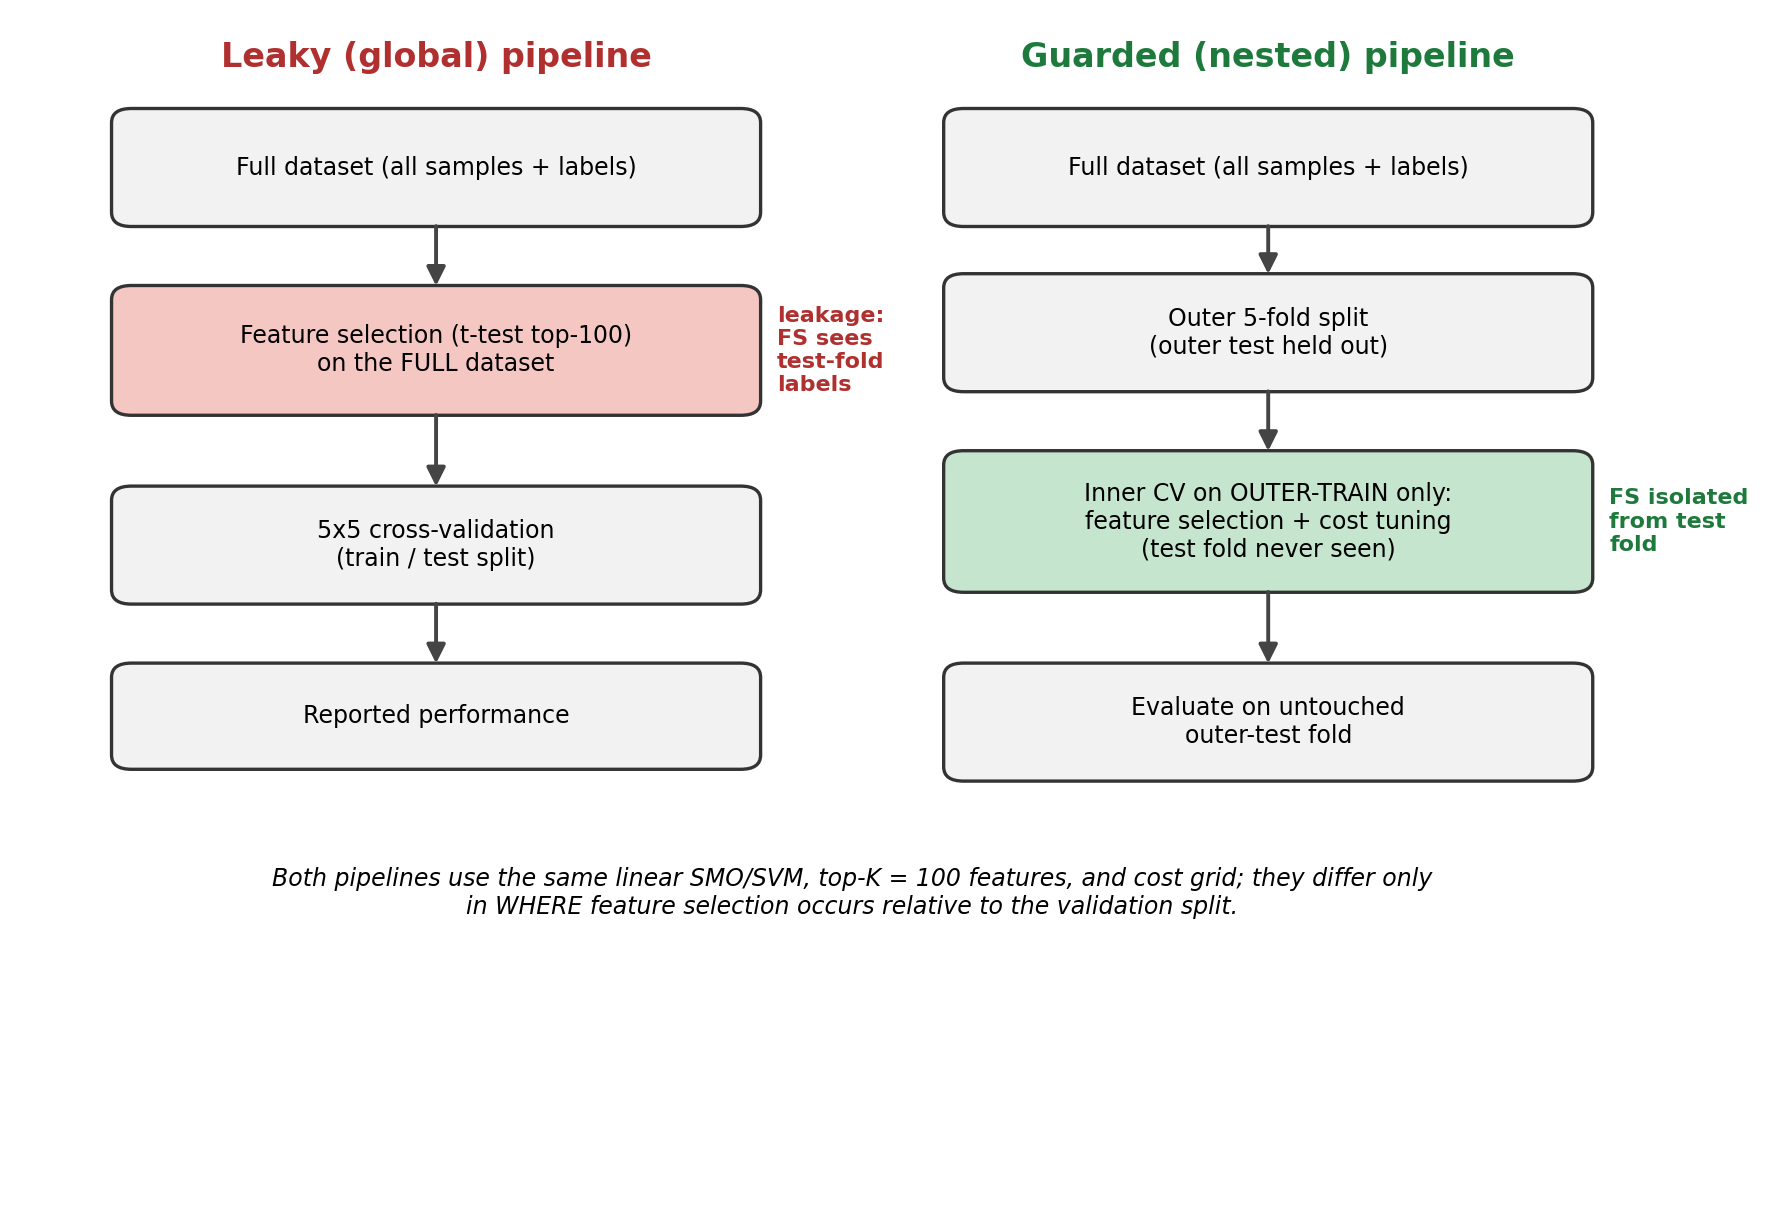 Leaky (global) pipeline
Full dataset (all samples + labels)
Feature selection (t-test top-100)
on the FULL dataset
leakage:
FS sees
test-fold
labels
5x5 cross-validation
(train / test split)
Reported performance
Guarded (nested) pipeline
Full dataset (all samples + labels)
Outer 5-fold split
(outer test held out)
Inner CV on OUTER-TRAIN only:
feature selection + cost tuning
(test fold never seen)
FS isolated
from test
fold
Evaluate on untouched
outer-test fold
Both pipelines use the same linear SMO/SVM, top-K = 100 features, and cost grid; they differ only
in WHERE feature selection occurs relative to the validation split.